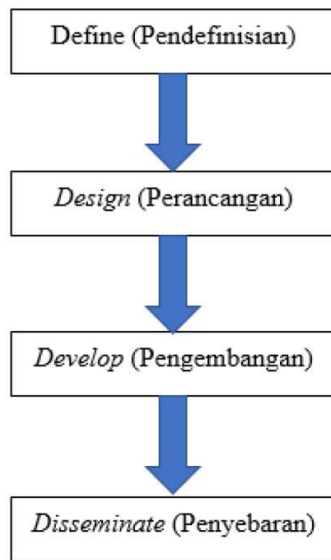 Define (Pendefinisian)
Design (Perancangan)
Develop (Pengembangan)
Disseminate (Penyebaran)